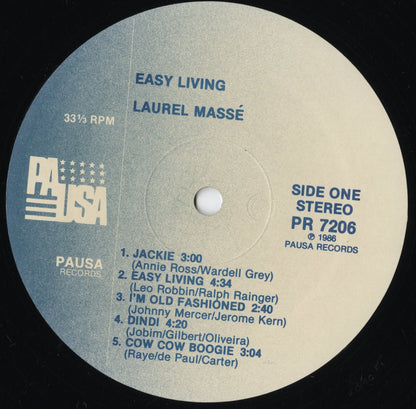 EASY LIVING
LAUREL MASSÉ
33⅓ RPM
PAUSA
PAUSA
RECORDS
SIDE ONE
STEREO
PR 7206
℗ 1986
PAUSA RECORDS
1. JACKIE 3:00
(Annie Ross/Wardell Grey)
2. EASY LIVING 4:34
(Leo Robbin/Ralph Rainger)
3. I'M OLD FASHIONED 2:40
(Johnny Mercer/Jerome Kern)
4. DINDI 4:20
(Jobim/Gilbert/Oliveira)
5. COW COW BOOGIE 3:04
(Raye/de Paul/Carter)